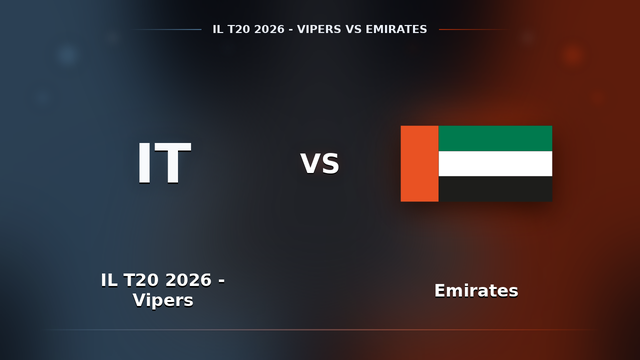 IL T20 2026 - VIPERS VS EMIRATES
IT
VS
IL T20 2026 -
Vipers
Emirates